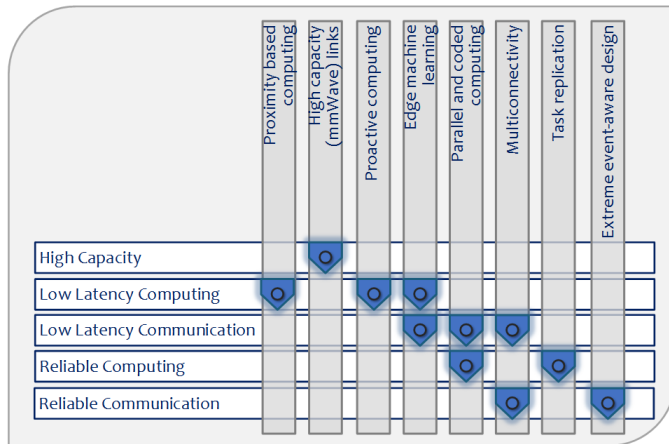 Proximity based
computing
High capacity
(mmWave) links
Proactive computing
Edge machine
learning
Parallel and coded
computing
Multiconnectivity
Task replication
Extreme event-aware design
High Capacity
Low Latency Computing
Low Latency Communication
Reliable Computing
Reliable Communication